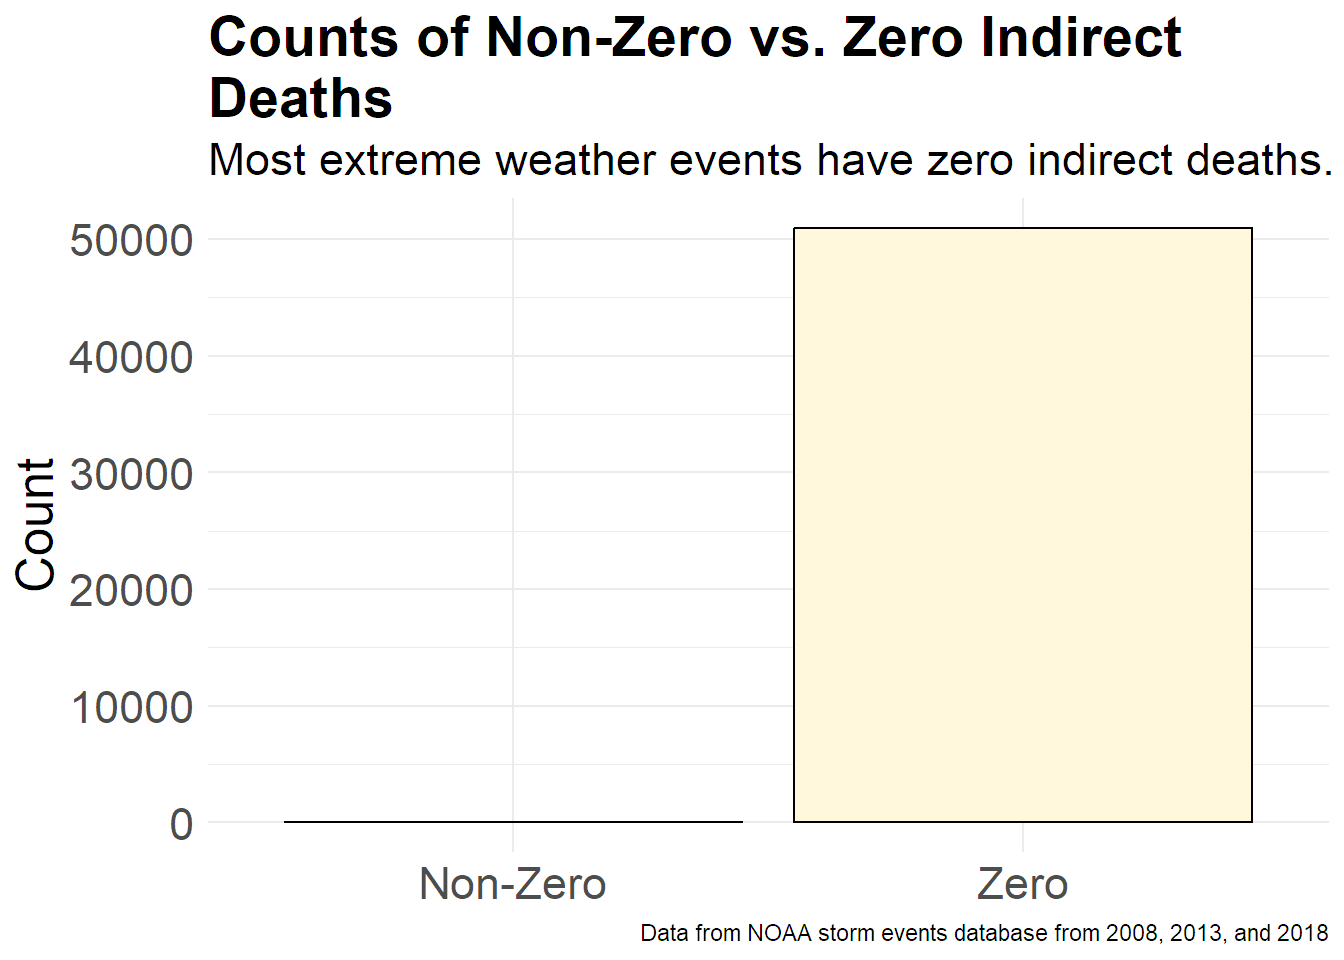 Counts of Non-Zero vs. Zero Indirect
Deaths
Most extreme weather events have zero indirect deaths.
50000
40000
30000
20000
10000
0
Count
Non-Zero
Zero
Data from NOAA storm events database from 2008, 2013, and 2018